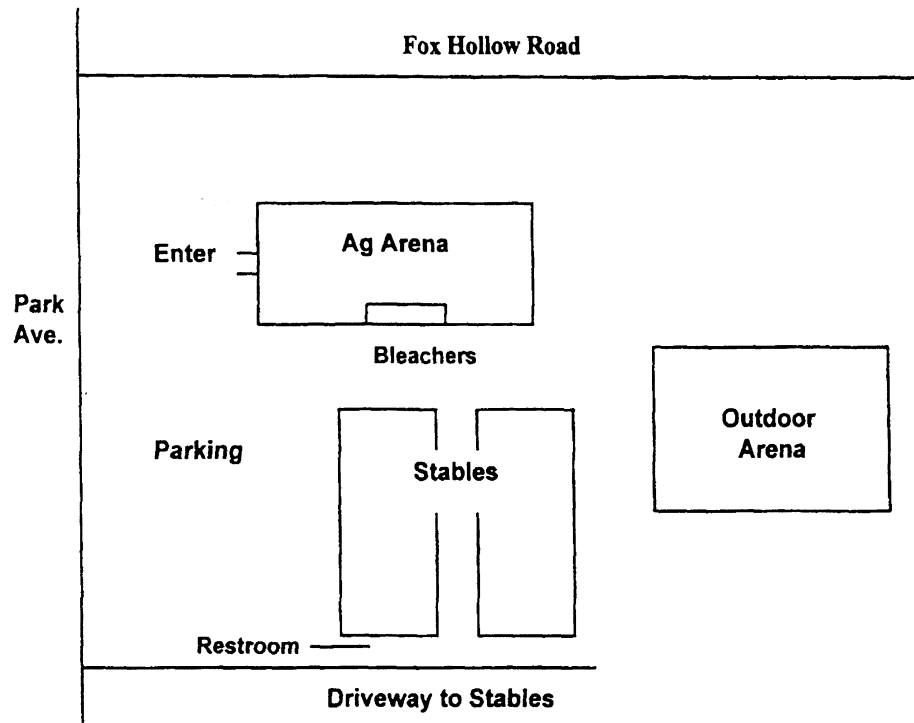 Fox Hollow Road
Enter
Ag Arena
Park
Ave.
Bleachers
Outdoor
Arena
Parking
Stables
Restroom
Driveway to Stables